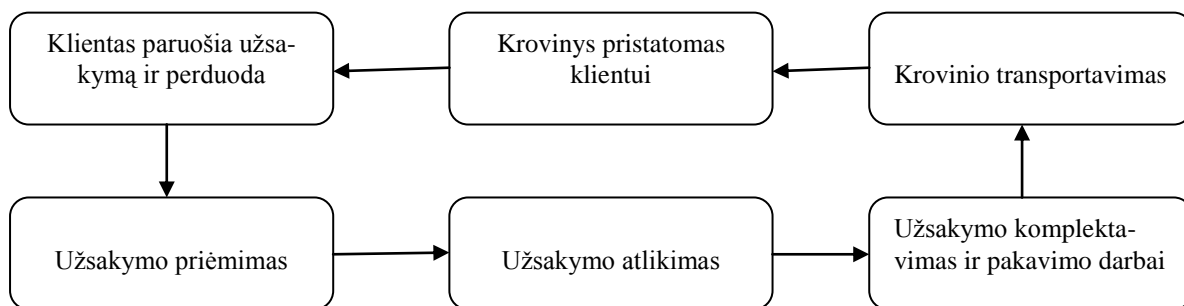 Klientas paruošia užsa-
kymą ir perduoda
Krovinys pristatomas
klientui
Krovinio transportavimas
Užsakymo priėmimas
Užsakymo atlikimas
Užsakymo komplekta-
vimas ir pakavimo darbai